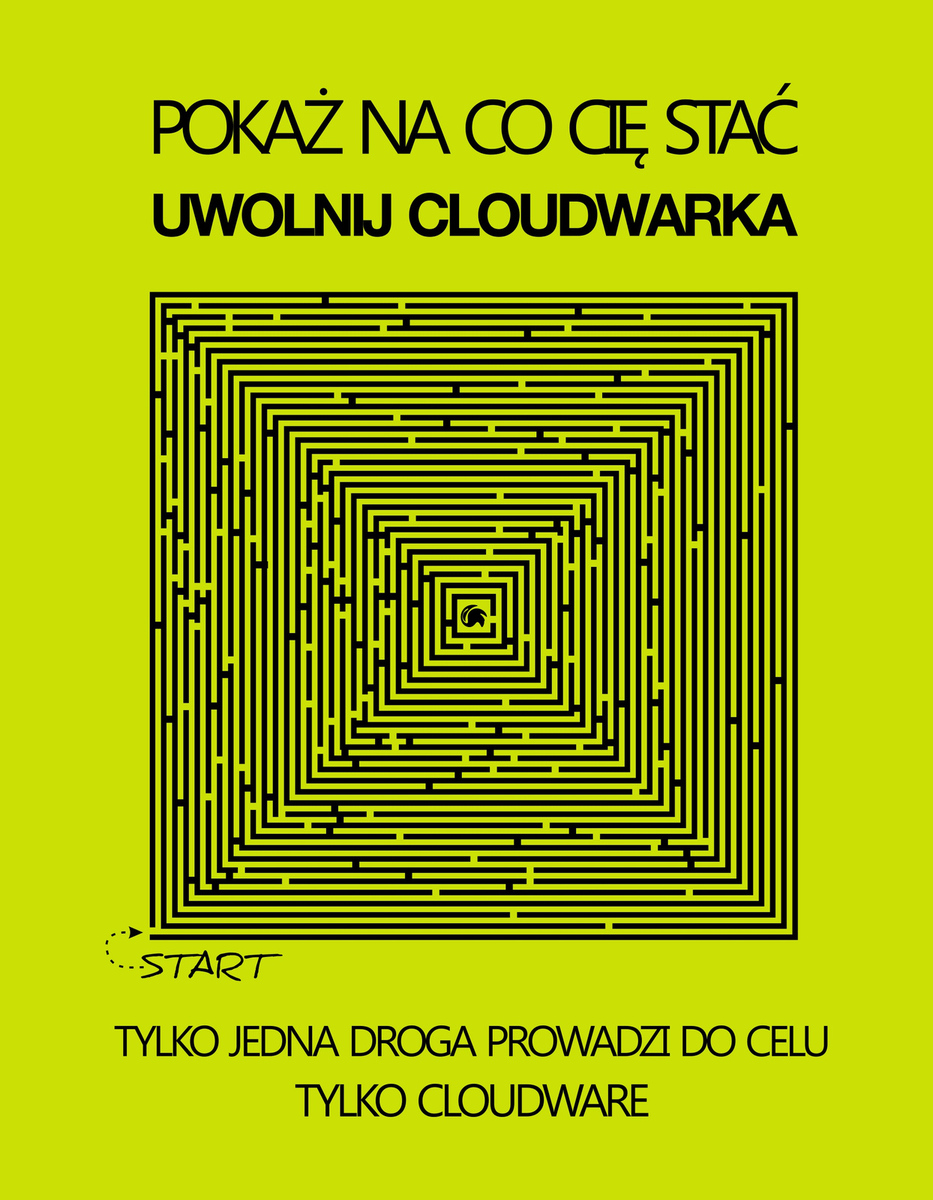 POKAŻ NA CO CIĘ STAĆ
UWOLNIJ CLOUDWARKA
START
TYLKO JEDNA DROGA PROWADZI DO CELU
TYLKO CLOUDWARE